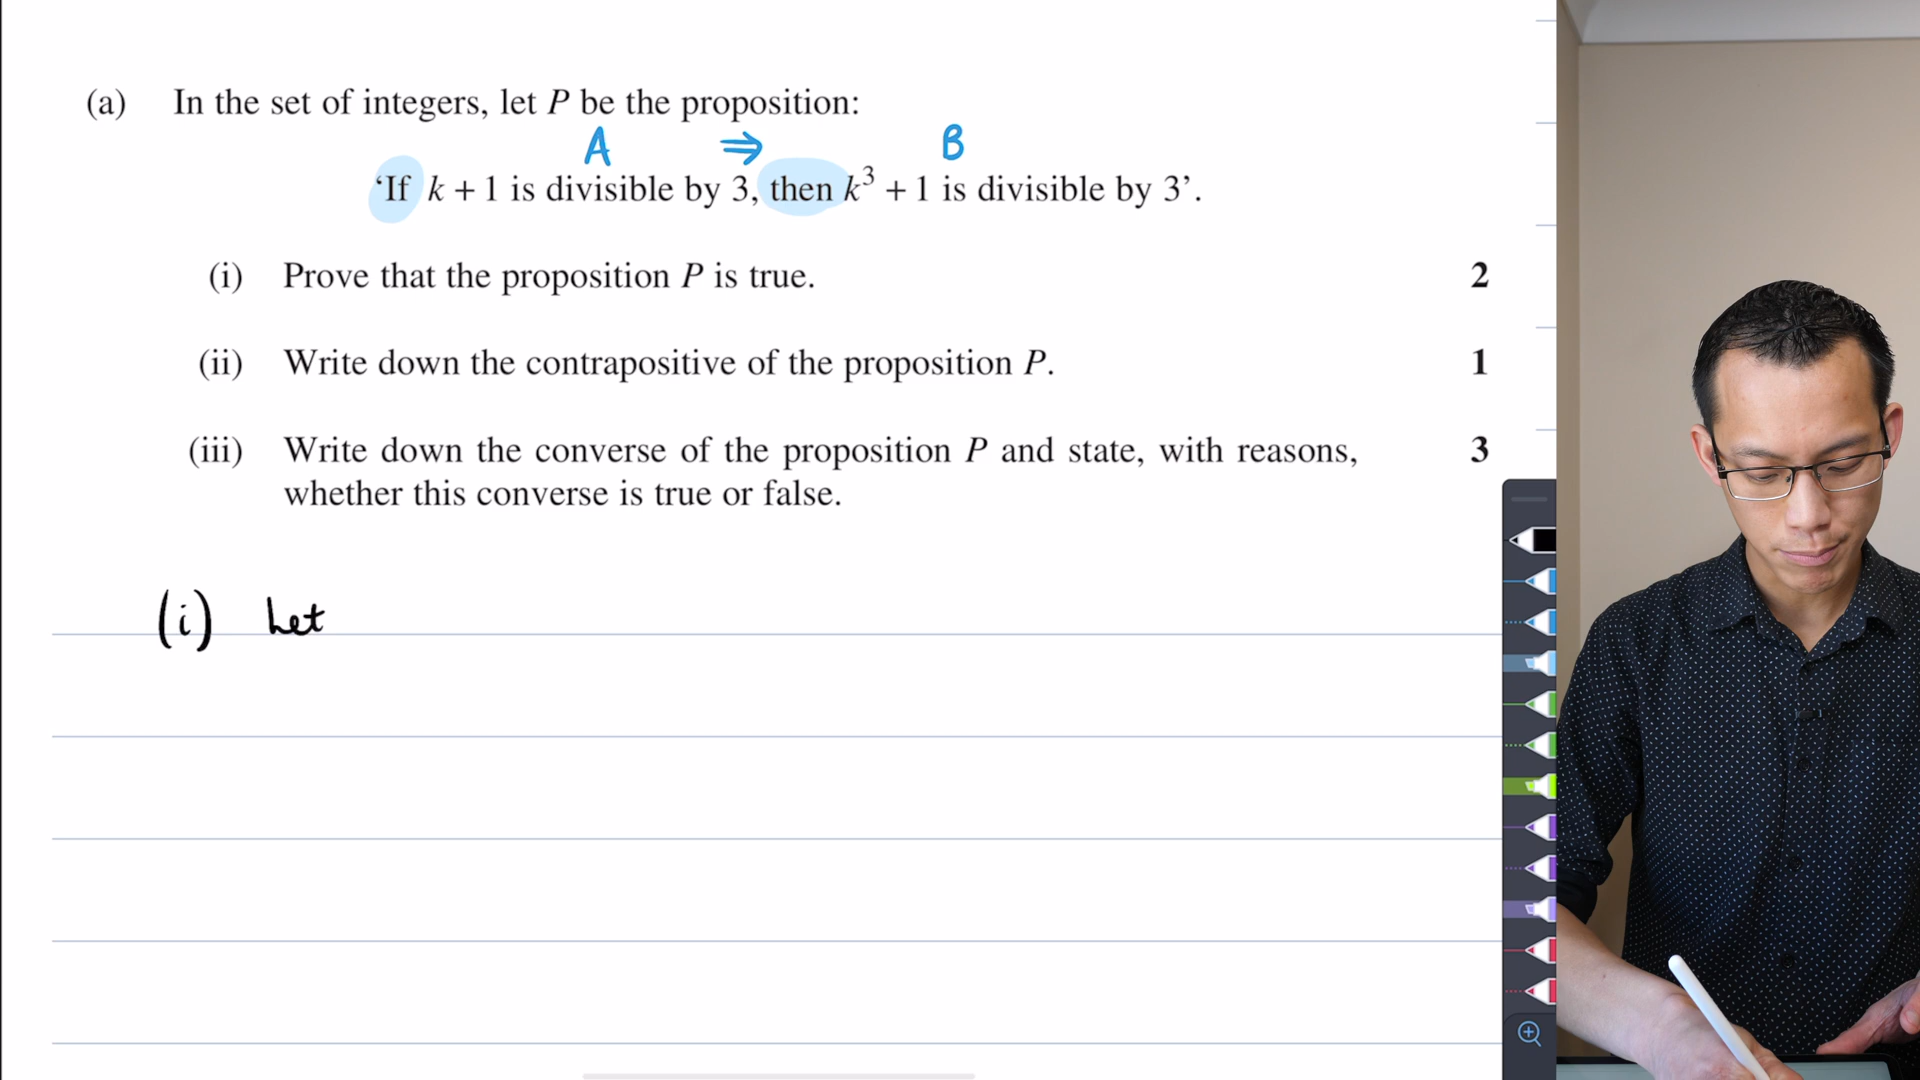 (a) In the set of integers, let P be the proposition:
A ⇒ B
‘If k + 1 is divisible by 3, then k³ + 1 is divisible by 3’.
(i) Prove that the proposition P is true. 2
(ii) Write down the contrapositive of the proposition P. 1
(iii) Write down the converse of the proposition P and state, with reasons, 3
whether this converse is true or false.
(i) Let